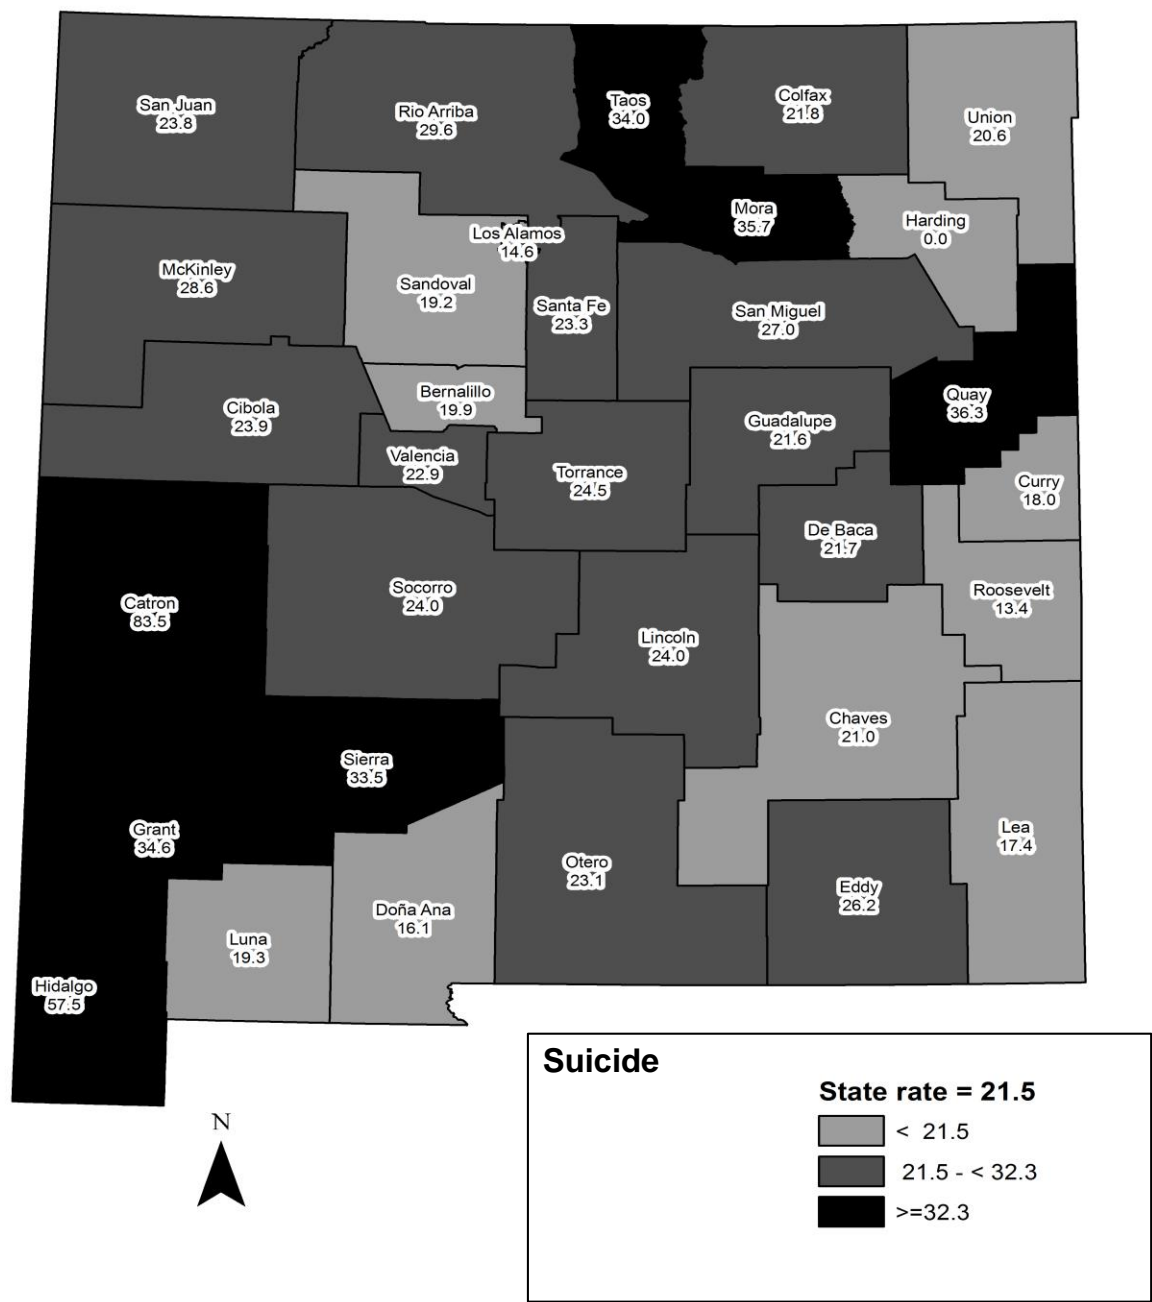 San Juan
23.8
Rio Arriba
29.6
Taos
34.0
Colfax
21.8
Union
20.6
Mora
35.7
Harding
0.0
Los Alamos
14.6
McKinley
28.6
Sandoval
19.2
Santa Fe
23.3
San Miguel
27.0
Bernalillo
19.9
Quay
36.3
Cibola
23.9
Guadalupe
21.6
Valencia
22.9
Torrance
24.5
Curry
18.0
De Baca
21.7
Socorro
24.0
Roosevelt
13.4
Catron
83.5
Lincoln
24.0
Chaves
21.0
Sierra
33.5
Grant
34.6
Lea
17.4
Otero
23.1
Eddy
26.2
Doña Ana
16.1
Luna
19.3
Hidalgo
57.5
N
Suicide
State rate = 21.5
< 21.5
21.5 - < 32.3
>=32.3